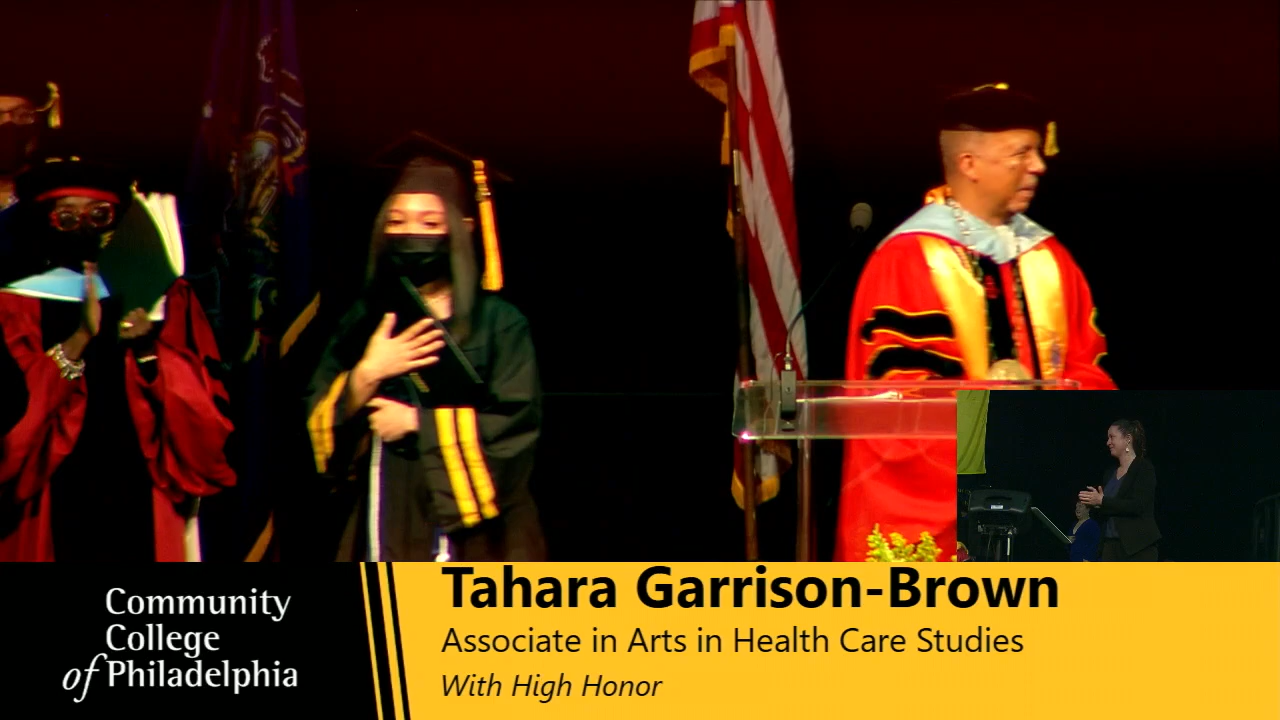 Tahara Garrison-Brown
Associate in Arts in Health Care Studies
With High Honor
Community
College
of Philadelphia